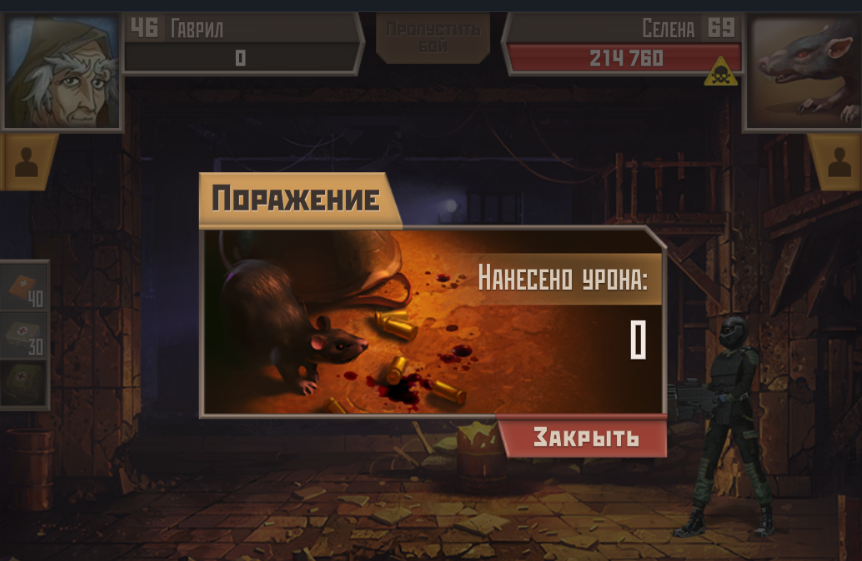 46 Гаврил
0
Пропустить
бой
Селена 69
214 760
Поражение
Нанесено урона:
0
40
30
Закрыть